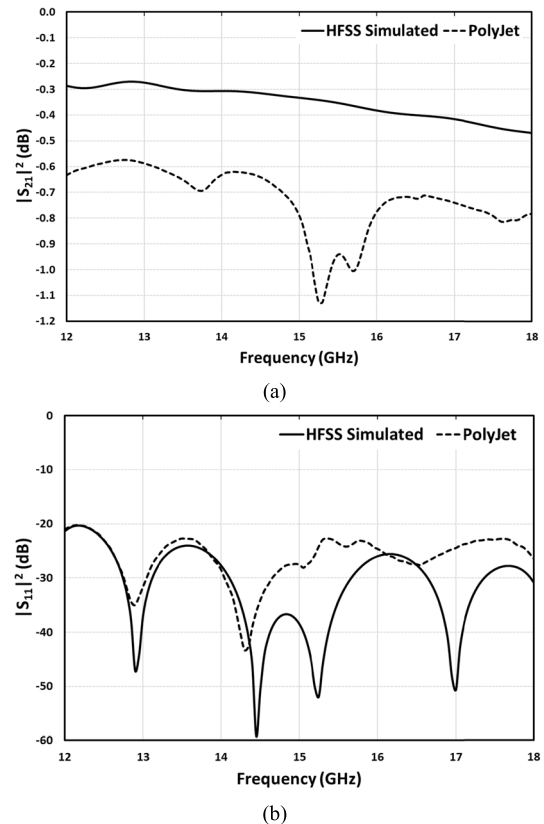 0.0
HFSS Simulated PolyJet
-0.1
-0.2
-0.3
-0.4
-0.5
-0.6
-0.7
-0.8
-0.9
-1.0
-1.1
-1.2
|S21|² (dB)
12 13 14 15 16 17 18
Frequency (GHz)
(a)
0
HFSS Simulated PolyJet
-10
-20
-30
-40
-50
-60
|S11|² (dB)
12 13 14 15 16 17 18
Frequency (GHz)
(b)